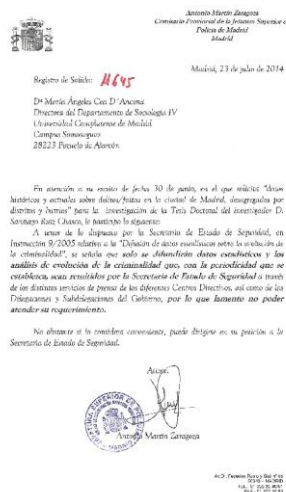 Antonio Martín Zaragoza
Comisario Provincial de la Jefatura Superior de
Policía de Madrid
Madrid
Madrid, 23 de julio de 2014
Registro de Salida: 11645
Dª María Ángeles Cea D'Ancona
Directora del Departamento de Sociología IV
Universidad Complutense de Madrid
Campus Somosaguas
28223 Pozuelo de Alarcón
En atención a su escrito de fecha 30 de junio, en el que solicita "datos
históricos y actuales sobre delitos/faltas en la ciudad de Madrid, desagregados por
distritos y barrios" para la investigación de la Tesis Doctoral del investigador D.
Santiago Ruiz Chasco, le participo lo siguiente:
A tenor de lo dispuesto por la Secretaría de Estado de Seguridad, en
Instrucción 9/2005 relativa a la "Difusión de datos estadísticos sobre la evolución de
la criminalidad", se señala que solo se difundirán datos estadísticos y los
análisis de evolución de la criminalidad que, con la periodicidad que se
establezca, sean remitidos por la Secretaría de Estado de Seguridad a través
de los distintos servicios de prensa de los diferentes Centros Directivos, así como de las
Delegaciones y Subdelegaciones del Gobierno, por lo que lamento no poder
atender su requerimiento.
No obstante si lo considera conveniente, puede dirigirse en su petición a la
Secretaría de Estado de Seguridad.
Atento.
Antonio Martín Zaragoza